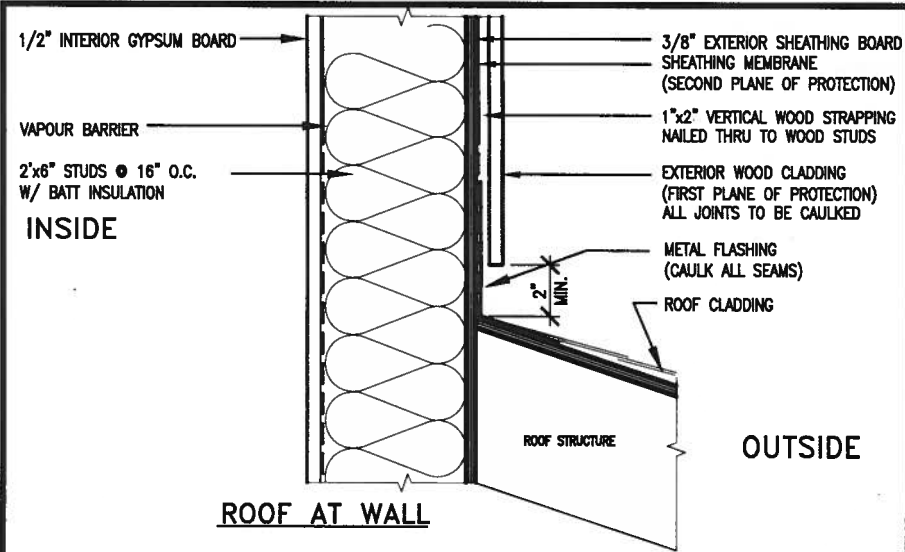 1/2" INTERIOR GYPSUM BOARD
VAPOUR BARRIER
2'x6" STUDS @ 16" O.C.
W/ BATT INSULATION
INSIDE
3/8" EXTERIOR SHEATHING BOARD
SHEATHING MEMBRANE
(SECOND PLANE OF PROTECTION)
1"x2" VERTICAL WOOD STRAPPING
NAILED THRU TO WOOD STUDS
EXTERIOR WOOD CLADDING
(FIRST PLANE OF PROTECTION)
ALL JOINTS TO BE CAULKED
METAL FLASHING
(CAULK ALL SEAMS)
2"
MIN.
ROOF CLADDING
ROOF STRUCTURE
OUTSIDE
ROOF AT WALL